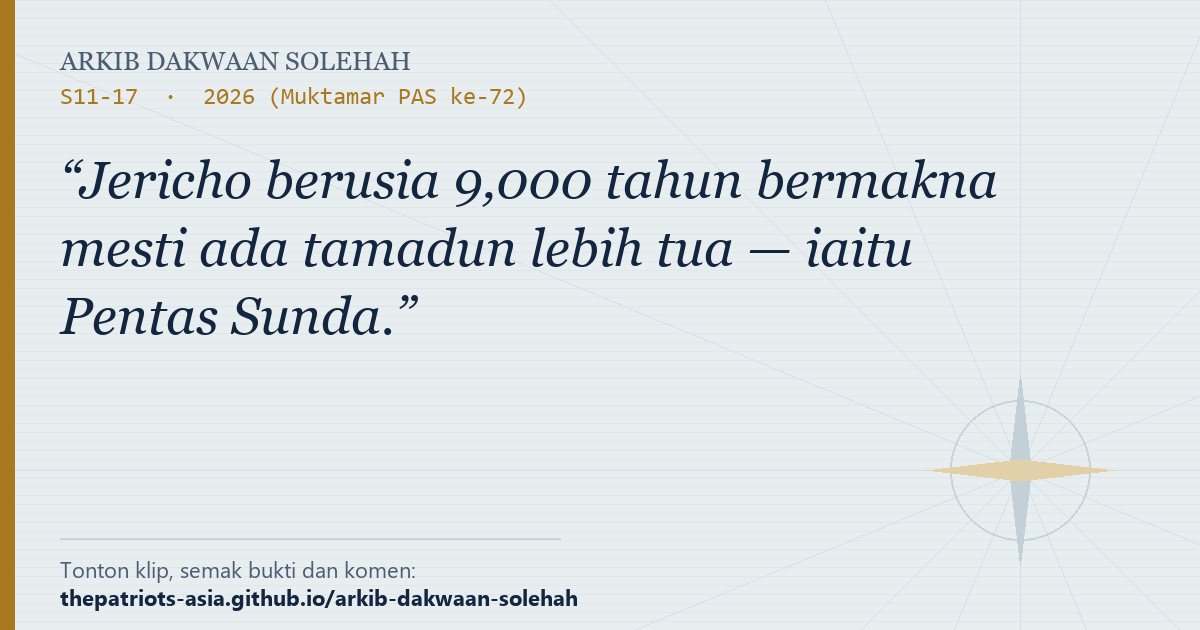 ARKIB DAKWAAN SOLEHAH
S11-17 · 2026 (Muktamar PAS ke-72)
“Jericho berusia 9,000 tahun bermakna
mesti ada tamadun lebih tua — iaitu
Pentas Sunda.”
Tonton klip, semak bukti dan komen:
thepatriots-asia.github.io/arkib-dakwaan-solehah